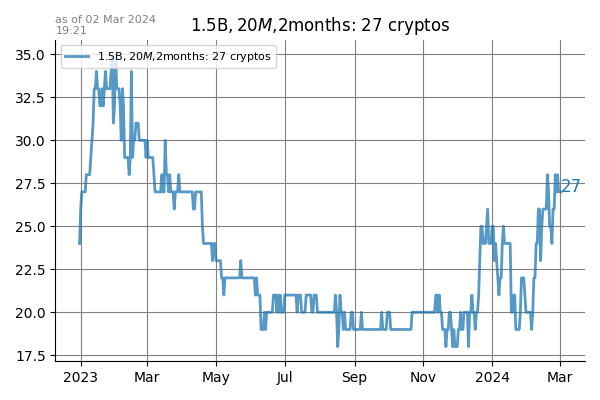 as of 02 Mar 2024
19:21
1.5B, 20M,2months: 27 cryptos
1.5B, 20M,2months: 27 cryptos
35.0
32.5
30.0
27.5
25.0
22.5
20.0
17.5
27
2023
Mar
May
Jul
Sep
Nov
2024
Mar